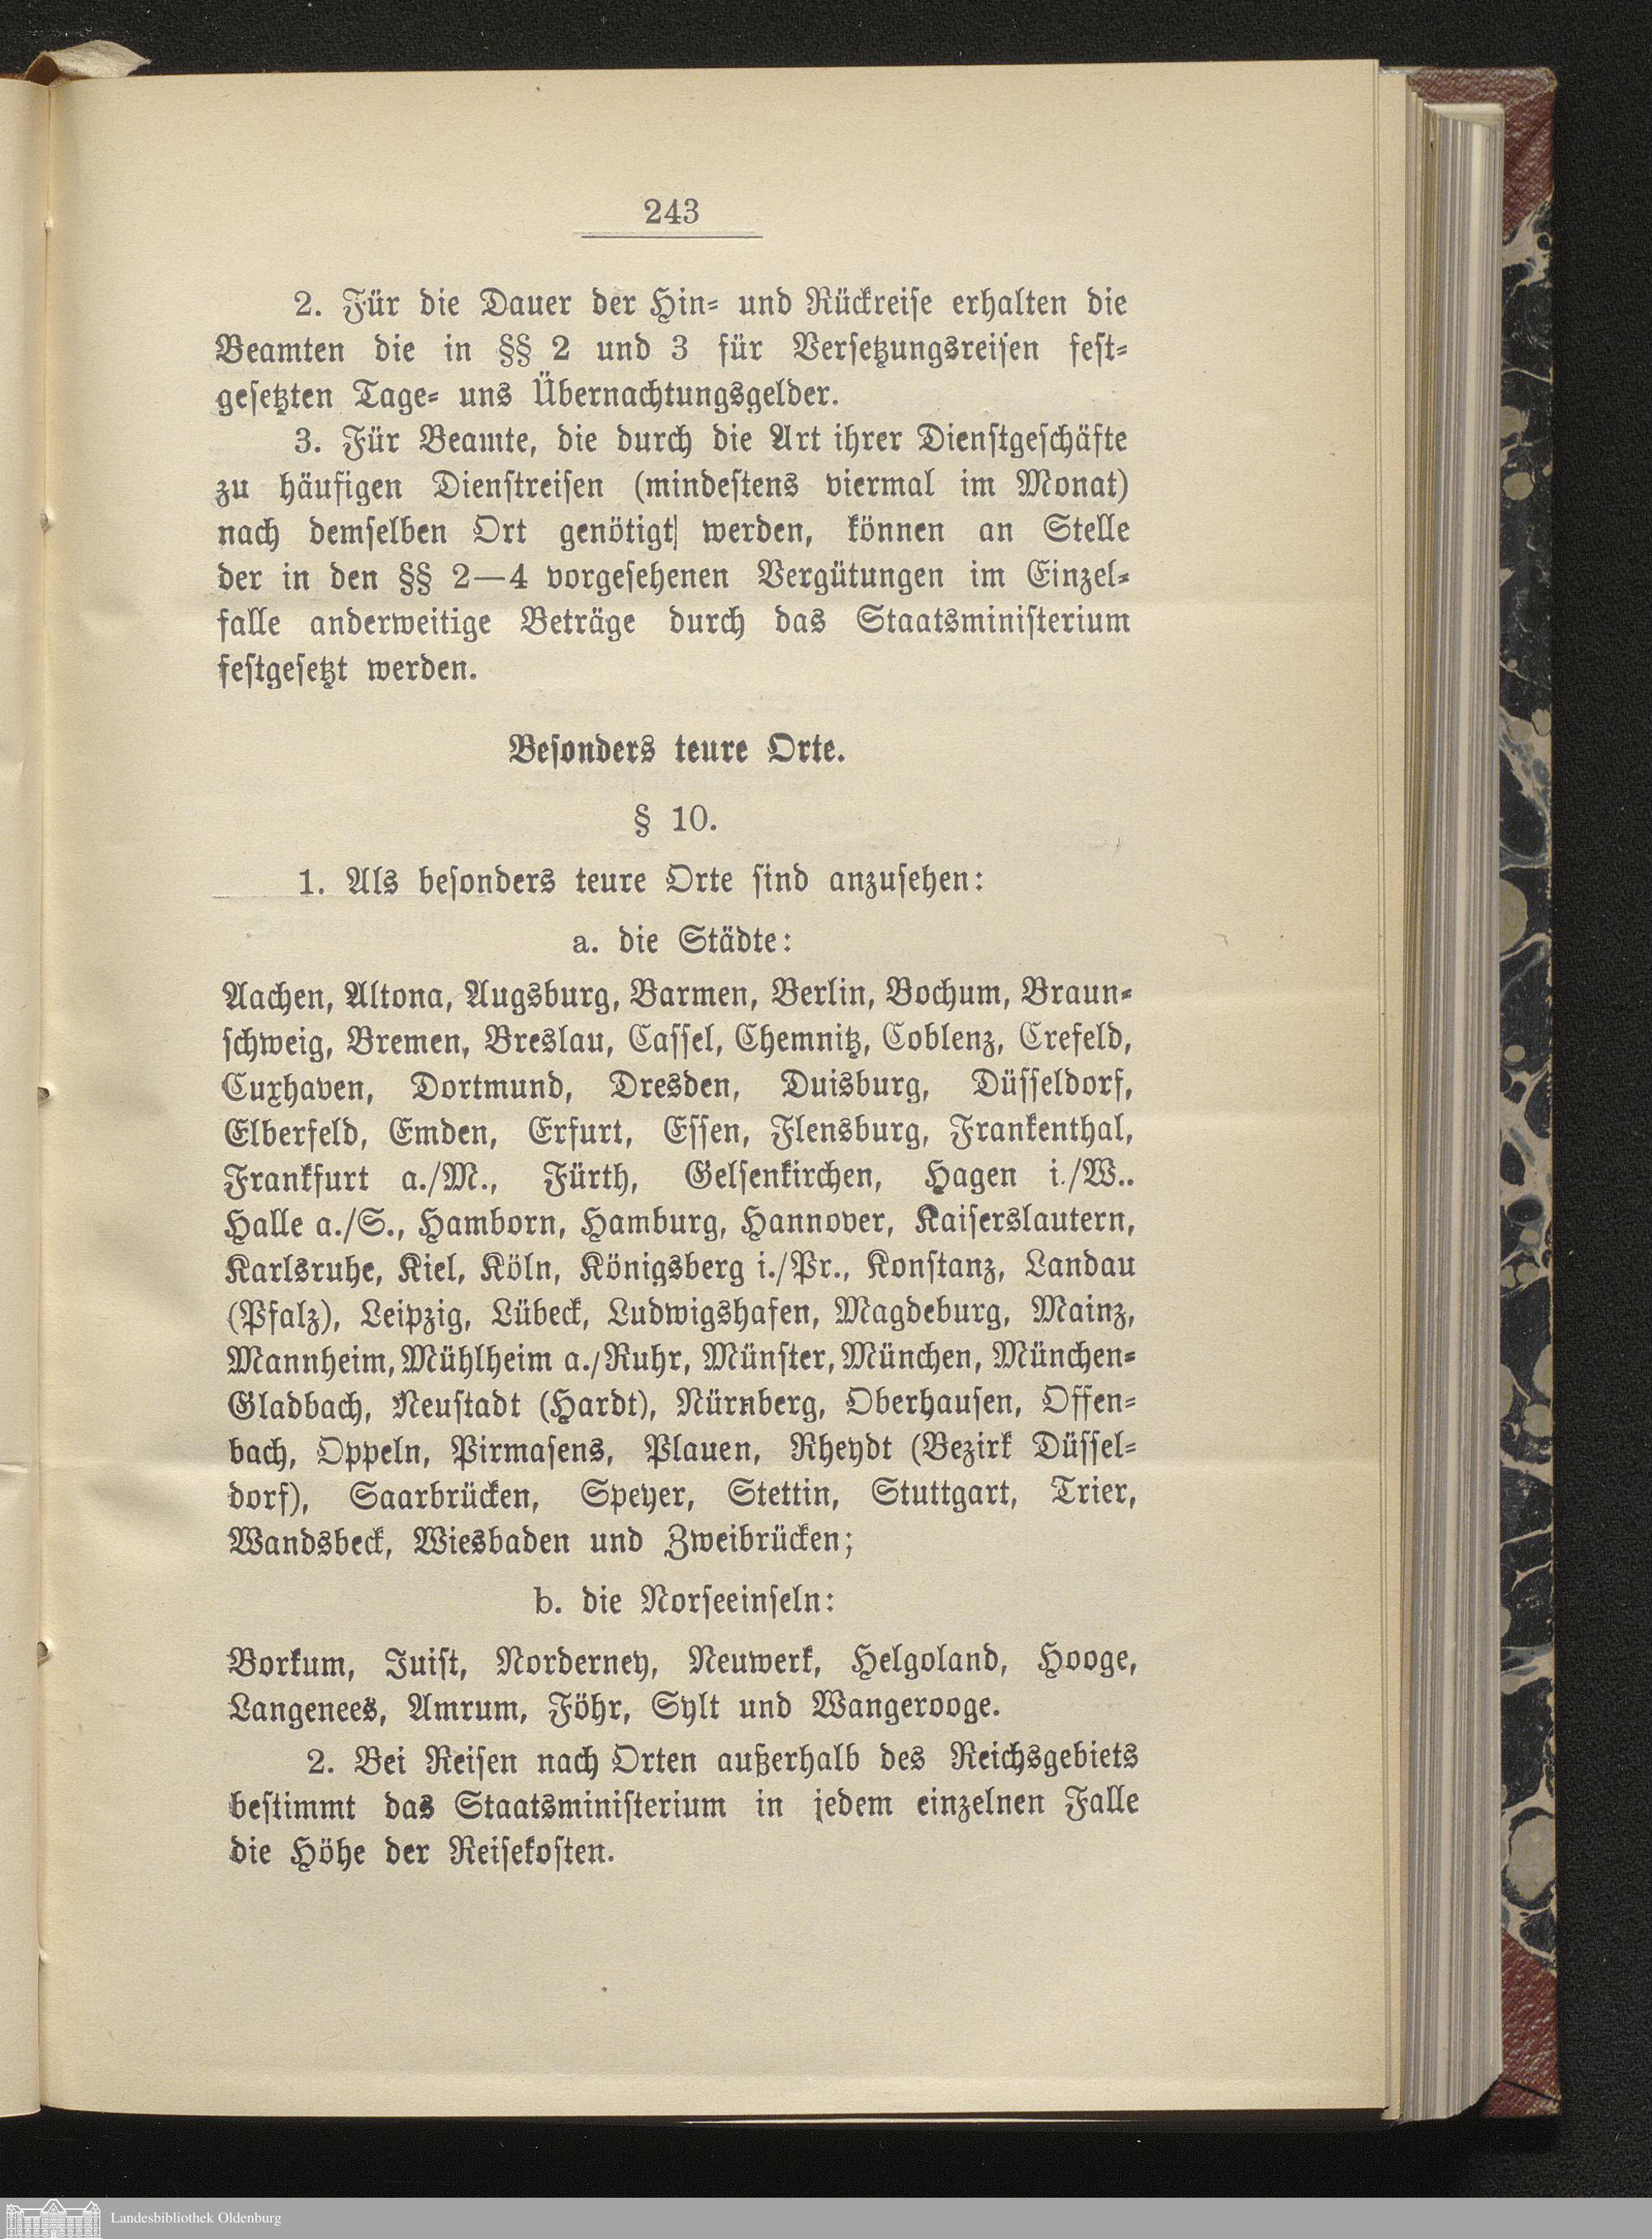 243
2. Für die Dauer der Hin- und Rückreise erhalten die
Beamten die in §§ 2 und 3 für Versetzungsreisen fest-
gesetzten Tage- uns Übernachtungsgelder.
3. Für Beamte, die durch die Art ihrer Dienstgeschäfte
zu häufigen Dienstreisen (mindestens viermal im Monat)
nach demselben Ort genötigt werden, können an Stelle
der in den §§ 2—4 vorgesehenen Vergütungen im Einzel-
falle anderweitige Beträge durch das Staatsministerium
festgesetzt werden.
Besonders teure Orte.
§ 10.
1. Als besonders teure Orte sind anzusehen:
a. die Städte:
Aachen, Altona, Augsburg, Barmen, Berlin, Bochum, Braun-
schweig, Bremen, Breslau, Cassel, Chemnitz, Coblenz, Crefeld,
Cuxhaven, Dortmund, Dresden, Duisburg, Düsseldorf,
Elberfeld, Emden, Erfurt, Essen, Flensburg, Frankenthal,
Frankfurt a./M., Fürth, Gelsenkirchen, Hagen i./W..
Halle a./S., Hamborn, Hamburg, Hannover, Kaiserslautern,
Karlsruhe, Kiel, Köln, Königsberg i./Pr., Konstanz, Landau
(Pfalz), Leipzig, Lübeck, Ludwigshafen, Magdeburg, Mainz,
Mannheim, Mühlheim a./Ruhr, Münster, München, München-
Gladbach, Neustadt (Hardt), Nürnberg, Oberhausen, Offen-
bach, Oppeln, Pirmasens, Plauen, Rheydt (Bezirk Düssel-
dorf), Saarbrücken, Speyer, Stettin, Stuttgart, Trier,
Wandsbeck, Wiesbaden und Zweibrücken;
b. die Norseeinseln:
Borkum, Juist, Norderney, Neuwerk, Helgoland, Hooge,
Langenees, Amrum, Föhr, Sylt und Wangerooge.
2. Bei Reisen nach Orten außerhalb des Reichsgebiets
bestimmt das Staatsministerium in jedem einzelnen Falle
die Höhe der Reisekosten.
Landesbibliothek Oldenburg